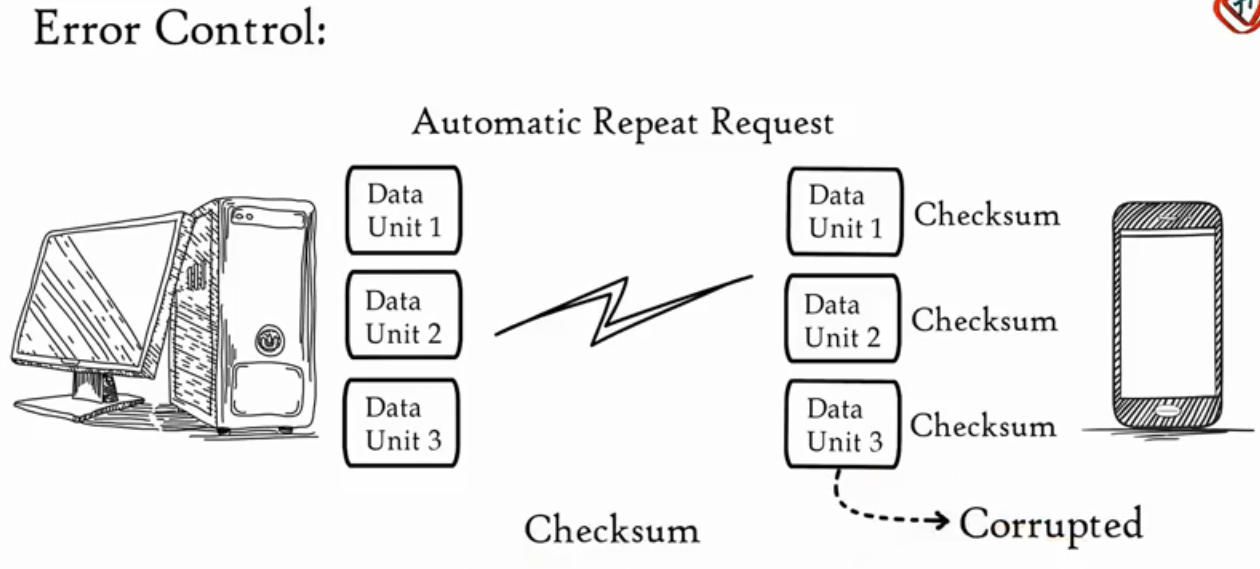 Error Control:
Automatic Repeat Request
Data
Unit 1
Data
Unit 2
Data
Unit 3
Data
Unit 1
Checksum
Data
Unit 2
Checksum
Data
Unit 3
Checksum
Checksum
Corrupted